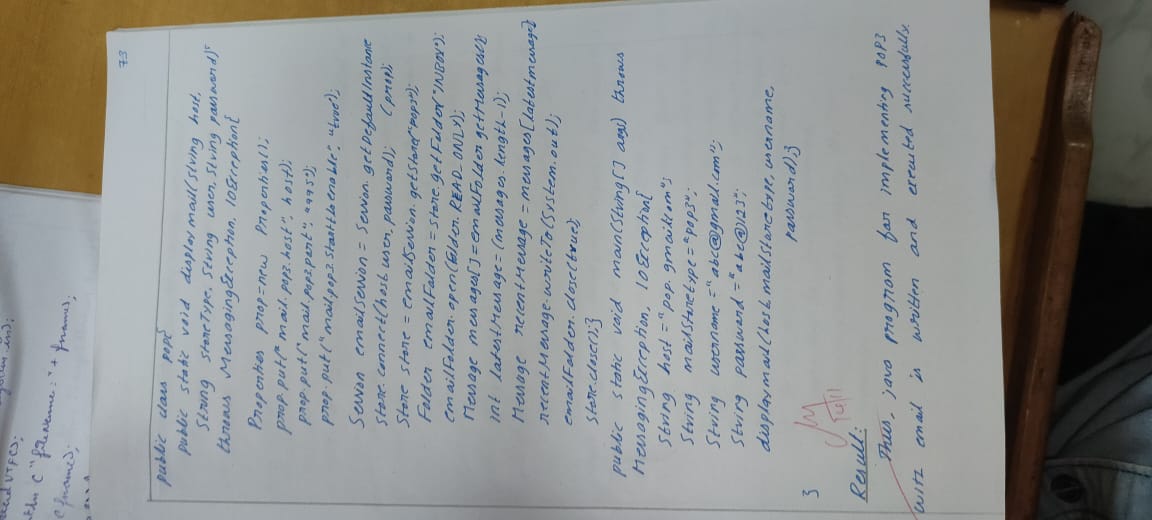 println ("fileName: " + fname);
fname);
73
public class pop{
public static void displaymail(String host,
String storeType, String user, String password)
throws MessagingException, IOException{
Properties prop=new Properties();
prop.put("mail.pop3.host", host);
prop.put("mail.pop3.port", "995");
prop.put("mail.pop3.starttls enable", "true");
Session emailSession = Session.getDefaultInstance
Store.connect(host, user, password); (prop);
Store store = emailSession.getStore("pop3");
Folder emailFolder = store.getFolder("INBOX");
emailFolder.open(Folder.READ_ONLY);
Message messages[]=emailFolder getMessages();
int latestMessage=(messages.length-1);
Message recentMessage = messages[latestmessage]
recentMessage.writeTo(System.out);
emailFolder.close(true);
store.close();}
public static void main(String[] args) throws
MessagingException, IOException{
String host="pop. gmail.com";
String mailStoretype="pop3";
String username="abc@gmail.com";
String password="abc@123";
displaymail(host, mailStoretype, username,
password);}
}
14/11
Result:
Thus, java program for implementing POP3
with email is written and executed successfully.